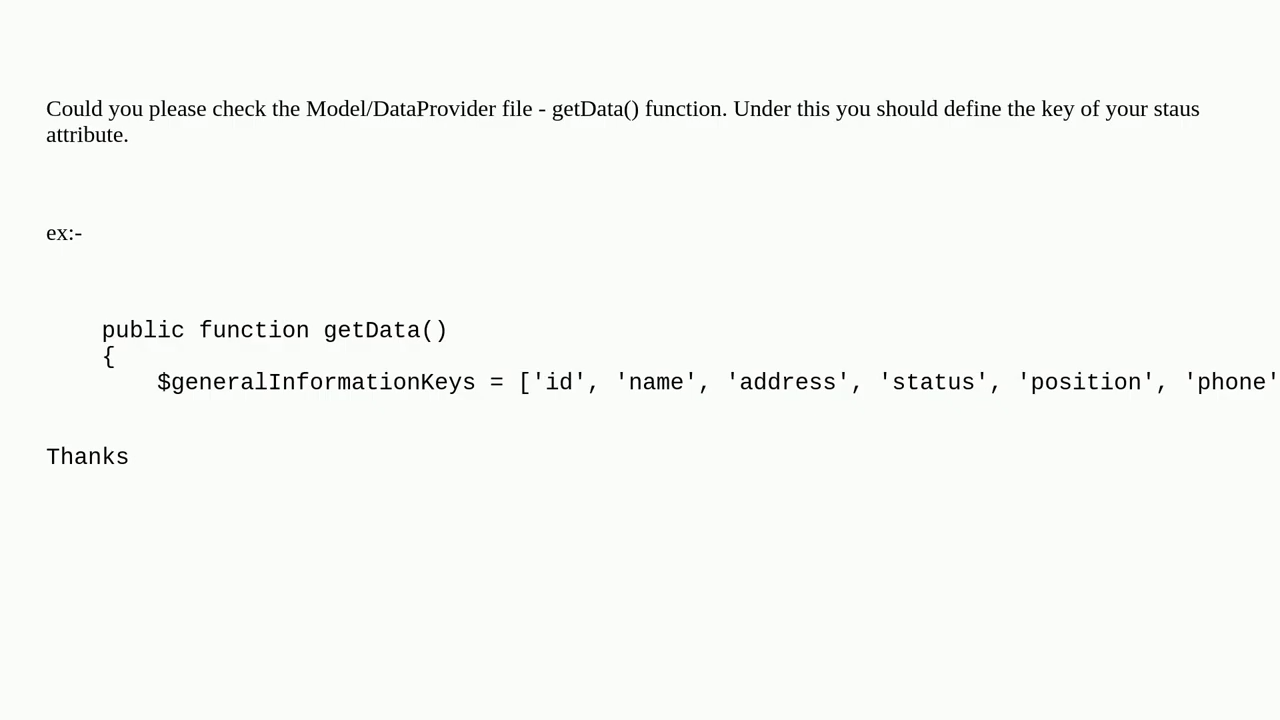 Could you please check the Model/DataProvider file - getData() function. Under this you should define the key of your staus
attribute.
ex:-
public function getData()
{
$generalInformationKeys = ['id', 'name', 'address', 'status', 'position', 'phone'
Thanks